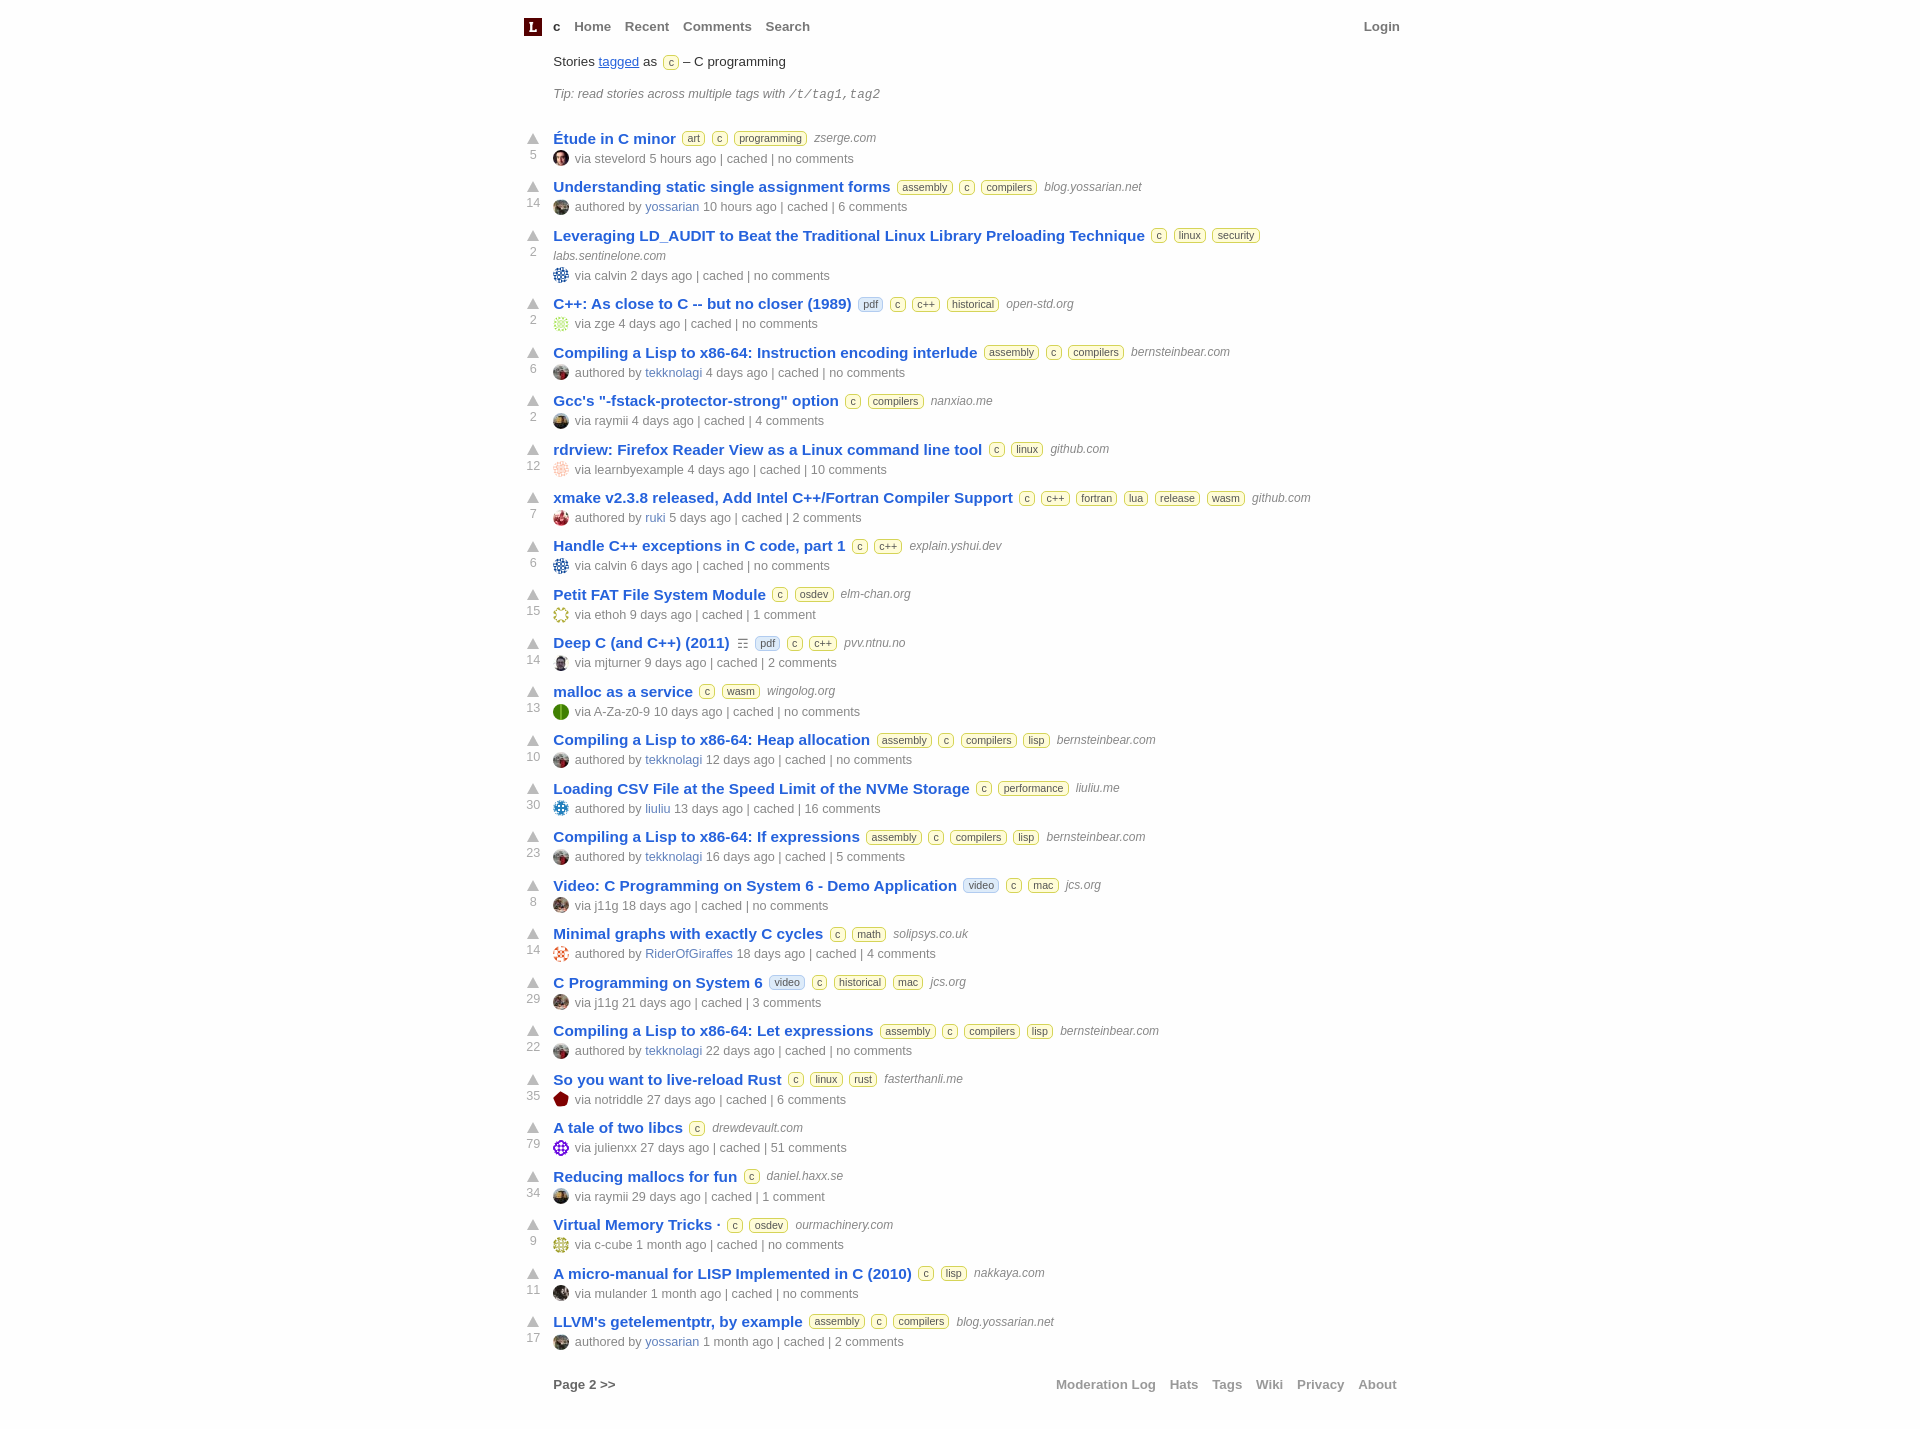 L c Home Recent Comments Search Login
Stories tagged as c – C programming
Tip: read stories across multiple tags with /t/tag1,tag2
Étude in C minor art c programming zserge.com
5 via stevelord 5 hours ago | cached | no comments
Understanding static single assignment forms assembly c compilers blog.yossarian.net
14 authored by yossarian 10 hours ago | cached | 6 comments
Leveraging LD_AUDIT to Beat the Traditional Linux Library Preloading Technique c linux security
2 labs.sentinelone.com
via calvin 2 days ago | cached | no comments
C++: As close to C -- but no closer (1989) pdf c c++ historical open-std.org
2 via zge 4 days ago | cached | no comments
Compiling a Lisp to x86-64: Instruction encoding interlude assembly c compilers bernsteinbear.com
6 authored by tekknolagi 4 days ago | cached | no comments
Gcc's "-fstack-protector-strong" option c compilers nanxiao.me
2 via raymii 4 days ago | cached | 4 comments
rdrview: Firefox Reader View as a Linux command line tool c linux github.com
12 via learnbyexample 4 days ago | cached | 10 comments
xmake v2.3.8 released, Add Intel C++/Fortran Compiler Support c c++ fortran lua release wasm github.com
7 authored by ruki 5 days ago | cached | 2 comments
Handle C++ exceptions in C code, part 1 c c++ explain.yshui.dev
6 via calvin 6 days ago | cached | no comments
Petit FAT File System Module c osdev elm-chan.org
15 via ethoh 9 days ago | cached | 1 comment
Deep C (and C++) (2011) ☶ pdf c c++ pvv.ntnu.no
14 via mjturner 9 days ago | cached | 2 comments
malloc as a service c wasm wingolog.org
13 via A-Za-z0-9 10 days ago | cached | no comments
Compiling a Lisp to x86-64: Heap allocation assembly c compilers lisp bernsteinbear.com
10 authored by tekknolagi 12 days ago | cached | no comments
Loading CSV File at the Speed Limit of the NVMe Storage c performance liuliu.me
30 authored by liuliu 13 days ago | cached | 16 comments
Compiling a Lisp to x86-64: If expressions assembly c compilers lisp bernsteinbear.com
23 authored by tekknolagi 16 days ago | cached | 5 comments
Video: C Programming on System 6 - Demo Application video c mac jcs.org
8 via j11g 18 days ago | cached | no comments
Minimal graphs with exactly C cycles c math solipsys.co.uk
14 authored by RiderOfGiraffes 18 days ago | cached | 4 comments
C Programming on System 6 video c historical mac jcs.org
29 via j11g 21 days ago | cached | 3 comments
Compiling a Lisp to x86-64: Let expressions assembly c compilers lisp bernsteinbear.com
22 authored by tekknolagi 22 days ago | cached | no comments
So you want to live-reload Rust c linux rust fasterthanli.me
35 via notriddle 27 days ago | cached | 6 comments
A tale of two libcs c drewdevault.com
79 via julienxx 27 days ago | cached | 51 comments
Reducing mallocs for fun c daniel.haxx.se
34 via raymii 29 days ago | cached | 1 comment
Virtual Memory Tricks · c osdev ourmachinery.com
9 via c-cube 1 month ago | cached | no comments
A micro-manual for LISP Implemented in C (2010) c lisp nakkaya.com
11 via mulander 1 month ago | cached | no comments
LLVM's getelementptr, by example assembly c compilers blog.yossarian.net
17 authored by yossarian 1 month ago | cached | 2 comments
Page 2 >> Moderation Log Hats Tags Wiki Privacy About